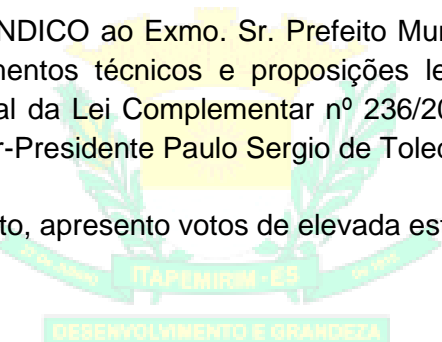 NDICO ao Exmo. Sr. Prefeito Mun
mentos técnicos e proposições le
al da Lei Complementar nº 236/20
r-Presidente Paulo Sergio de Toled
to, apresento votos de elevada est
ITAPEMIRIM - ES
DESENVOLVIMENTO E GRANDEZA